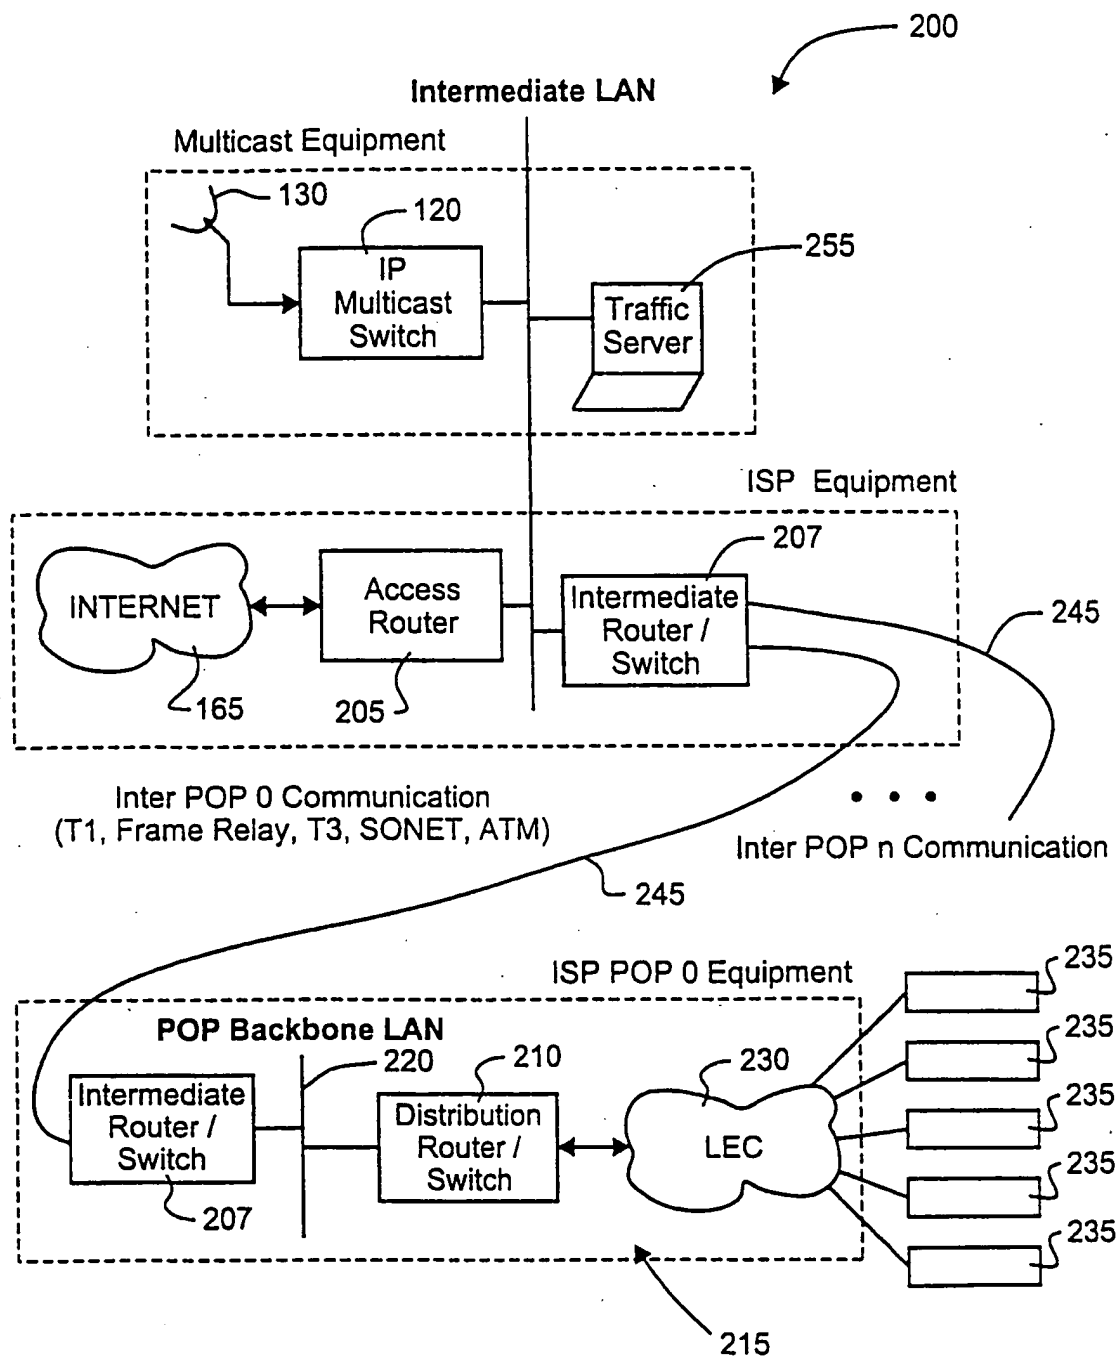 200
Intermediate LAN
Multicast Equipment
130
120
255
IP
Multicast
Switch
Traffic
Server
ISP Equipment
207
INTERNET
Access
Router
Intermediate
Router /
Switch
245
165
205
Inter POP 0 Communication
(T1, Frame Relay, T3, SONET, ATM)
• • •
Inter POP n Communication
245
ISP POP 0 Equipment
235
POP Backbone LAN
220
210
230
235
Intermediate
Router /
Switch
Distribution
Router /
Switch
LEC
235
235
207
235
215